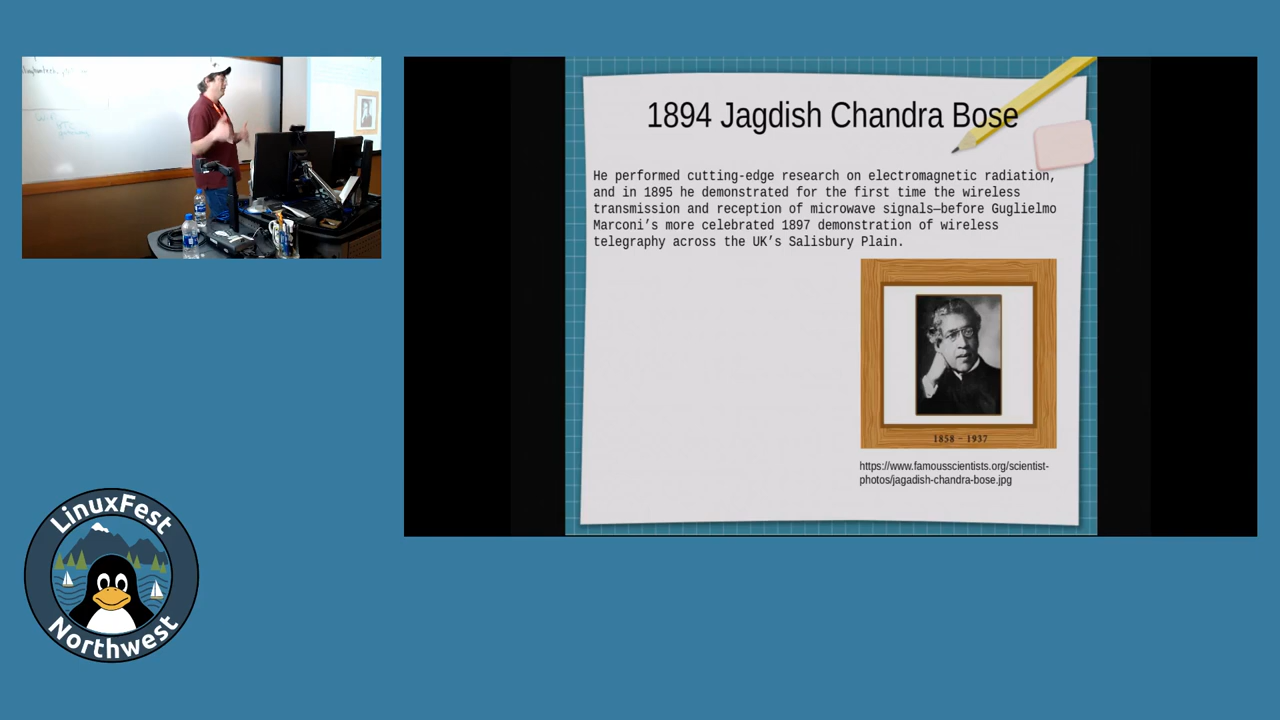 1894 Jagdish Chandra Bose
He performed cutting-edge research on electromagnetic radiation,
and in 1895 he demonstrated for the first time the wireless
transmission and reception of microwave signals—before Guglielmo
Marconi’s more celebrated 1897 demonstration of wireless
telegraphy across the UK’s Salisbury Plain.
1858 - 1937
https://www.famousscientists.org/scientist-
photos/jagadish-chandra-bose.jpg
LinuxFest
Northwest